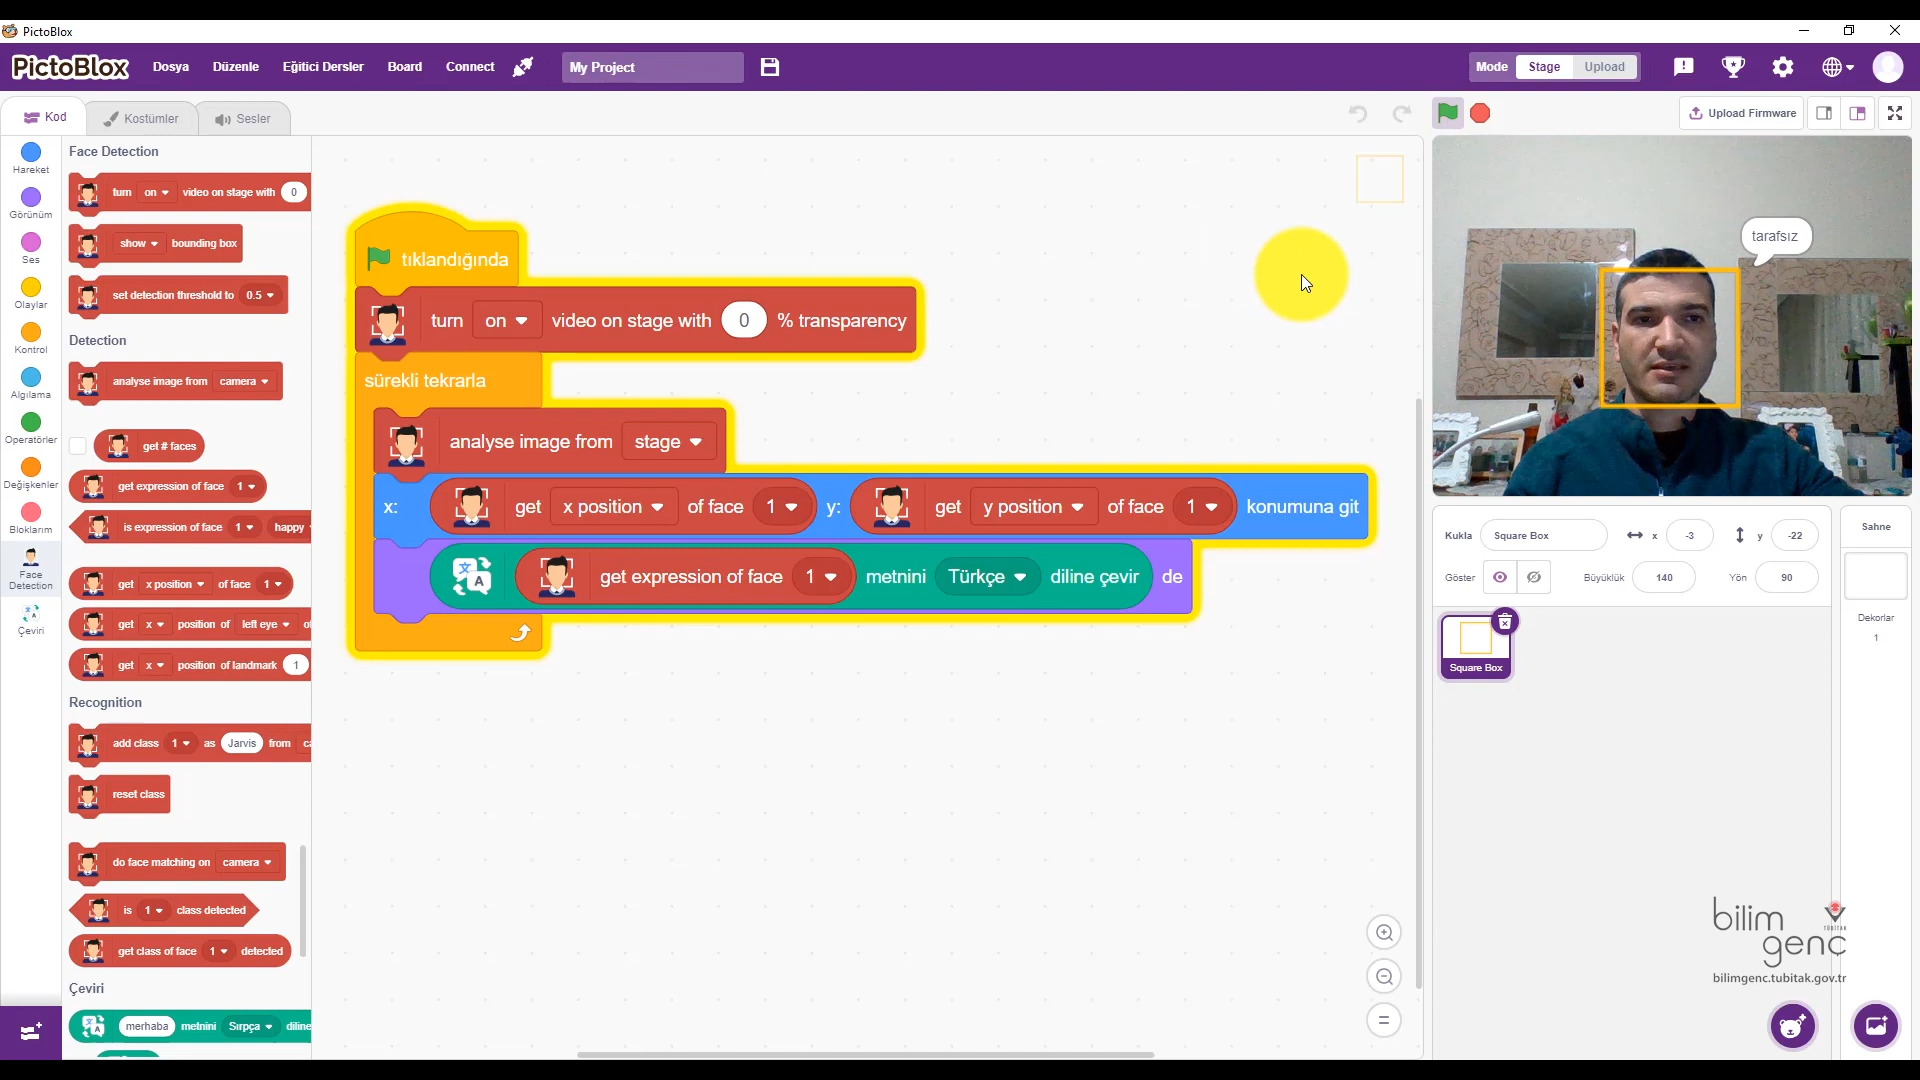 PictoBlox
PictoBlox Dosya Düzenle Eğitici Dersler Board Connect My Project Mode Stage Upload
Kod Kostümler Sesler Upload Firmware
Hareket
Görünüm
Ses
Olaylar
Kontrol
Algılama
Operatörler
Değişkenler
Bloklarım
Face
Detection
Çeviri
Face Detection
turn on video on stage with 0
show bounding box
set detection threshold to 0.5
Detection
analyse image from camera
get # faces
get expression of face 1
is expression of face 1 happy
get x position of face 1
get x position of left eye
get x position of landmark 1
Recognition
add class 1 as Jarvis from
reset class
do face matching on camera
is 1 class detected
get class of face 1 detected
Çeviri
merhaba metnini Sırpça diline
tıklandığında
turn on video on stage with 0 % transparency
sürekli tekrarla
analyse image from stage
x: get x position of face 1 y: get y position of face 1 konumuna git
get expression of face 1 metnini Türkçe diline çevir de
tarafsız
Kukla Square Box x -3 y -22
Göster Büyüklük 140 Yön 90
Square Box
Sahne
Dekorlar
1
bilim
genç
TÜBİTAK
bilimgenc.tubitak.gov.tr